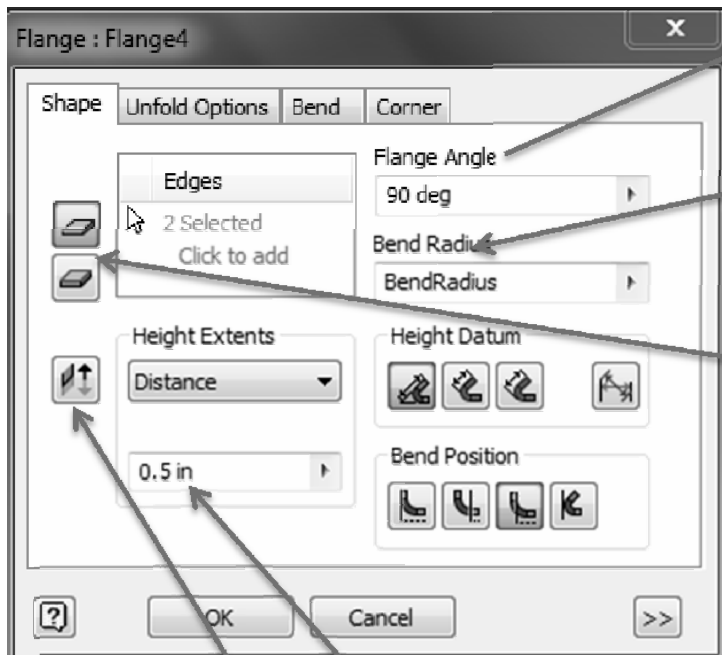 Flange : Flange4
X
Shape
Unfold Options
Bend
Corner
Edges
2 Selected
Click to add
Flange Angle
90 deg
Bend Radius
BendRadius
Height Extents
Distance
0.5 in
Height Datum
Bend Position
?
OK
Cancel
>>